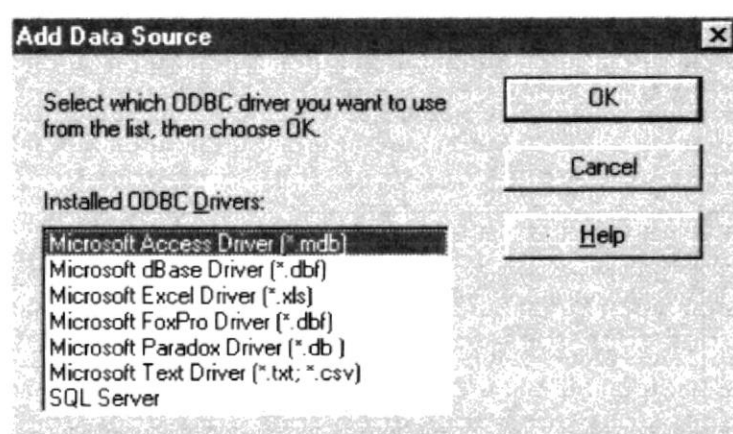 Add Data Source
Select which ODBC driver you want to use
from the list, then choose OK.
OK
Cancel
Help
Installed ODBC Drivers:
Microsoft Access Driver (*.mdb)
Microsoft dBase Driver (*.dbf)
Microsoft Excel Driver (*.xls)
Microsoft FoxPro Driver (*.dbf)
Microsoft Paradox Driver (*.db )
Microsoft Text Driver (*.txt; *.csv)
SQL Server